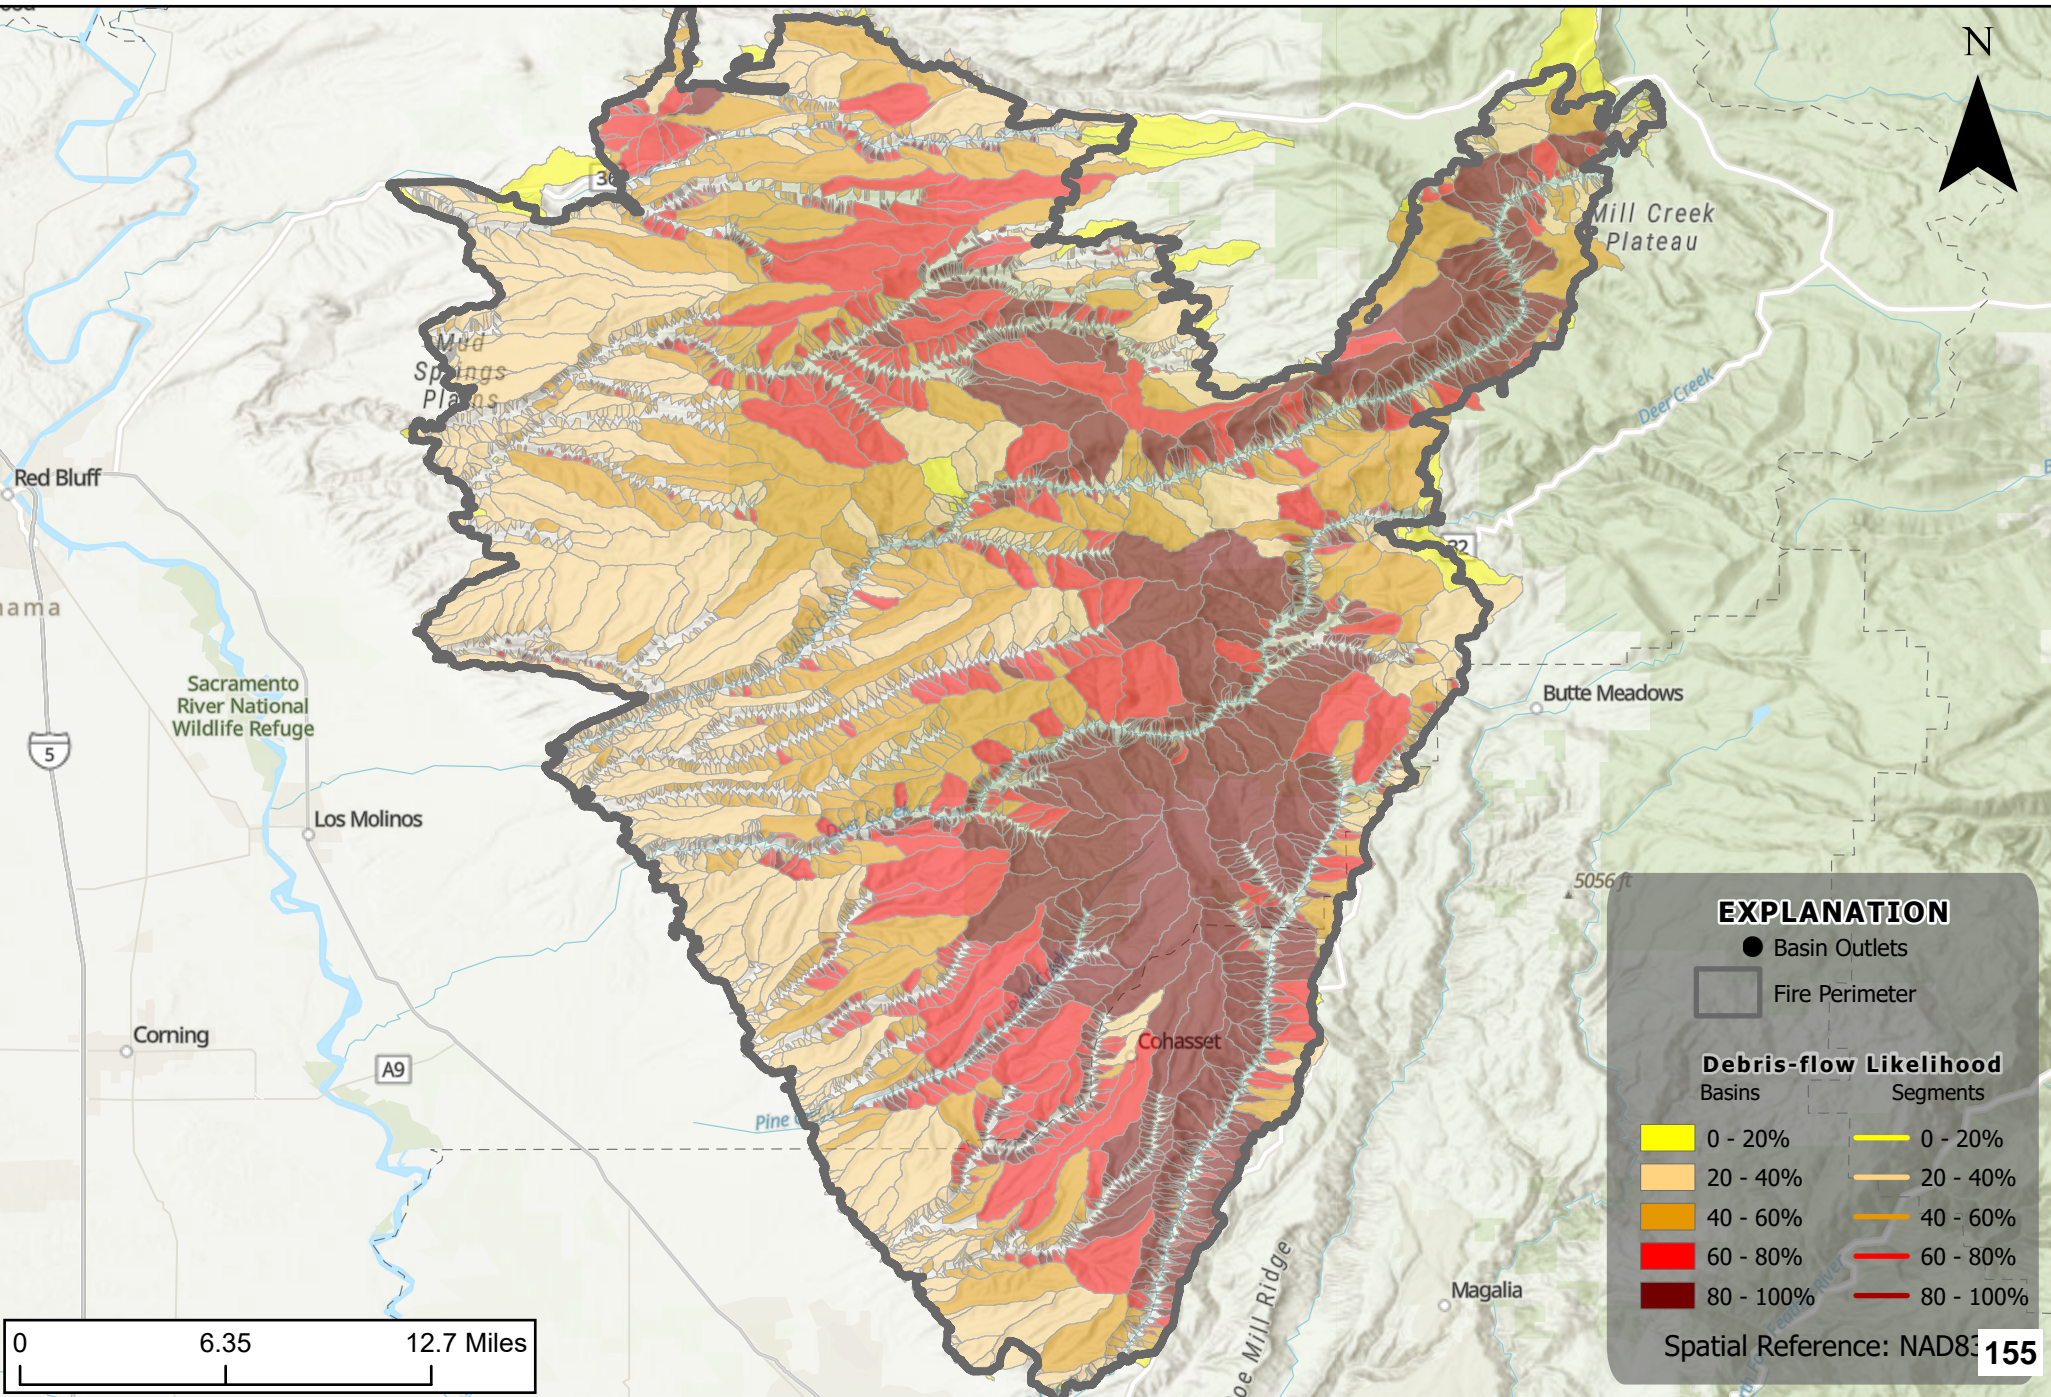 N
36
Mill Creek
Plateau
Mud
Springs
Plains
Deer Creek
Red Bluff
32
Sacramento
River National
Wildlife Refuge
Butte Meadows
5
Los Molinos
Deer Creek
5056 ft
Corning
A9
Cohasset
Pine
Magalia
Mill Ridge
EXPLANATION
Basin Outlets
Fire Perimeter
Debris-flow Likelihood
Basins Segments
0 - 20% 0 - 20%
20 - 40% 20 - 40%
40 - 60% 40 - 60%
60 - 80% 60 - 80%
80 - 100% 80 - 100%
Spatial Reference: NAD83
155
0 6.35 12.7 Miles